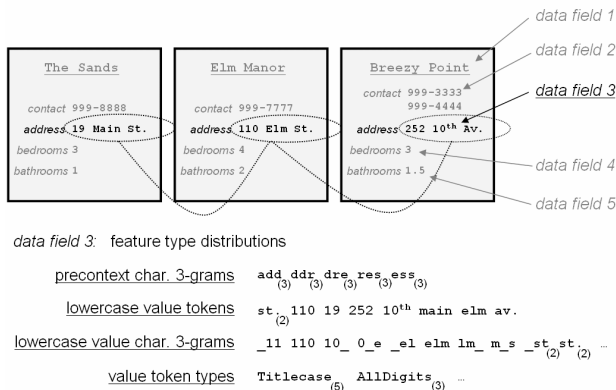 data field 1
data field 2
data field 3
data field 4
data field 5
The Sands
contact 999-8888
address 19 Main St.
bedrooms 3
bathrooms 1
Elm Manor
contact 999-7777
address 110 Elm St.
bedrooms 4
bathrooms 2
Breezy Point
contact 999-3333
999-4444
address 252 10th Av.
bedrooms 3
bathrooms 1.5
data field 3: feature type distributions
precontext char. 3-grams add(3) ddr(3) dre(3) res(3) ess(3)
lowercase value tokens st.(2) 110 19 252 10th main elm av.
lowercase value char. 3-grams _11 110 10_ 0_e _el elm lm_ m_s _st(2) st.(2) …
value token types Titlecase(5) AllDigits(3) …